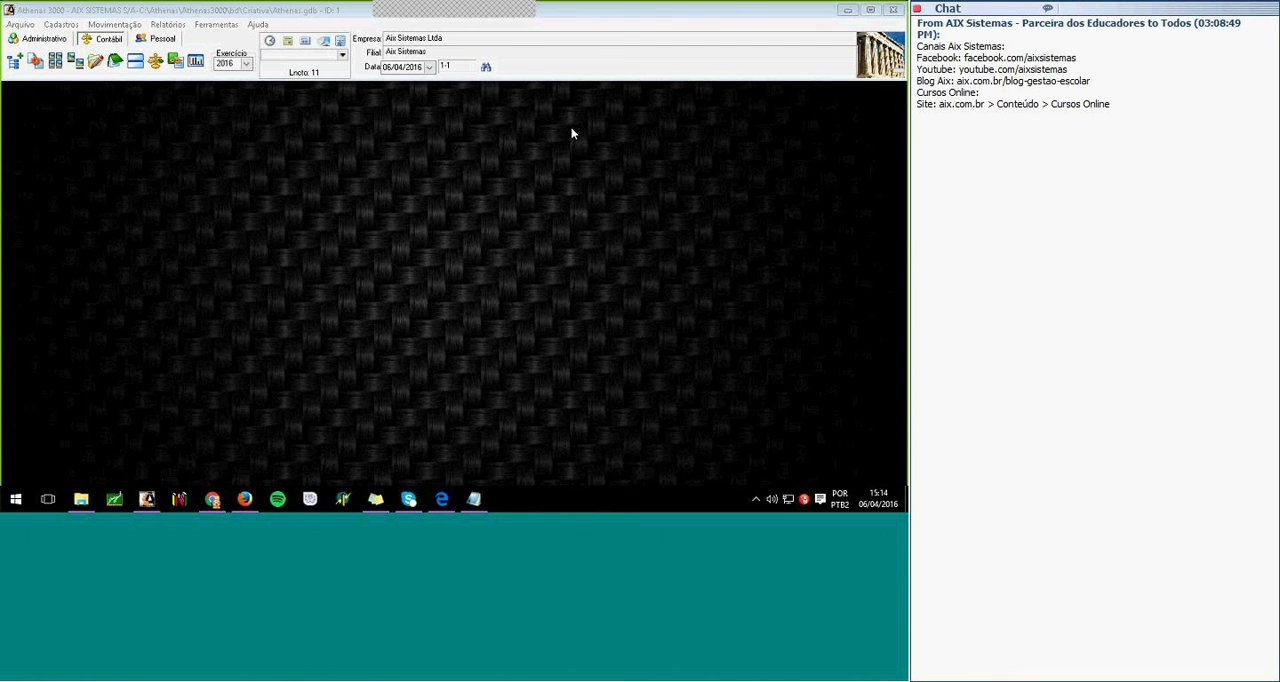 Athenas 3000 - AIX SISTEMAS S/A-C:\Athenas\Athenas3000\bd\Criativa\Athenas.gdb - ID: 1
Arquivo Cadastros Movimentação Relatórios Ferramentas Ajuda
Administrativo Contábil Pessoal
Exercício
2016
Lncto: 11
Empresa: Aix Sistemas Ltda
Filial: Aix Sistemas
Data: 06/04/2016 1-1
POR
PTB2
15:14
06/04/2016
Chat
From AIX Sistemas - Parceira dos Educadores to Todos (03:08:49
PM):
Canais Aix Sistemas:
Facebook: facebook.com/aixsistemas
Youtube: youtube.com/aixsistemas
Blog Aix: aix.com.br/blog-gestao-escolar
Cursos Online:
Site: aix.com.br > Conteúdo > Cursos Online